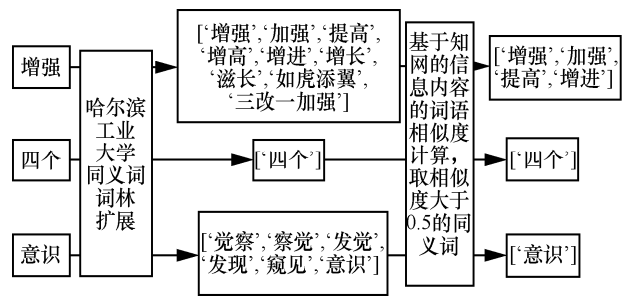 增强
四个
意识
哈尔滨
工业
大学
同义词
词林
扩展
[‘增强’,‘加强’,‘提高’,
‘增高’,‘增进’,‘增长’,
‘滋长’,‘如虎添翼’,
‘三改一加强’]
[‘四个’]
[‘觉察’,‘察觉’,‘发觉’,
‘发现’,‘窥见’,‘意识’]
基于知
网的信
息内容
的词语
相似度
计算，
取相似
度大于
0.5的同
义词
[‘增强’,‘加强’,
‘提高’,‘增进’]
[‘四个’]
[‘意识’]